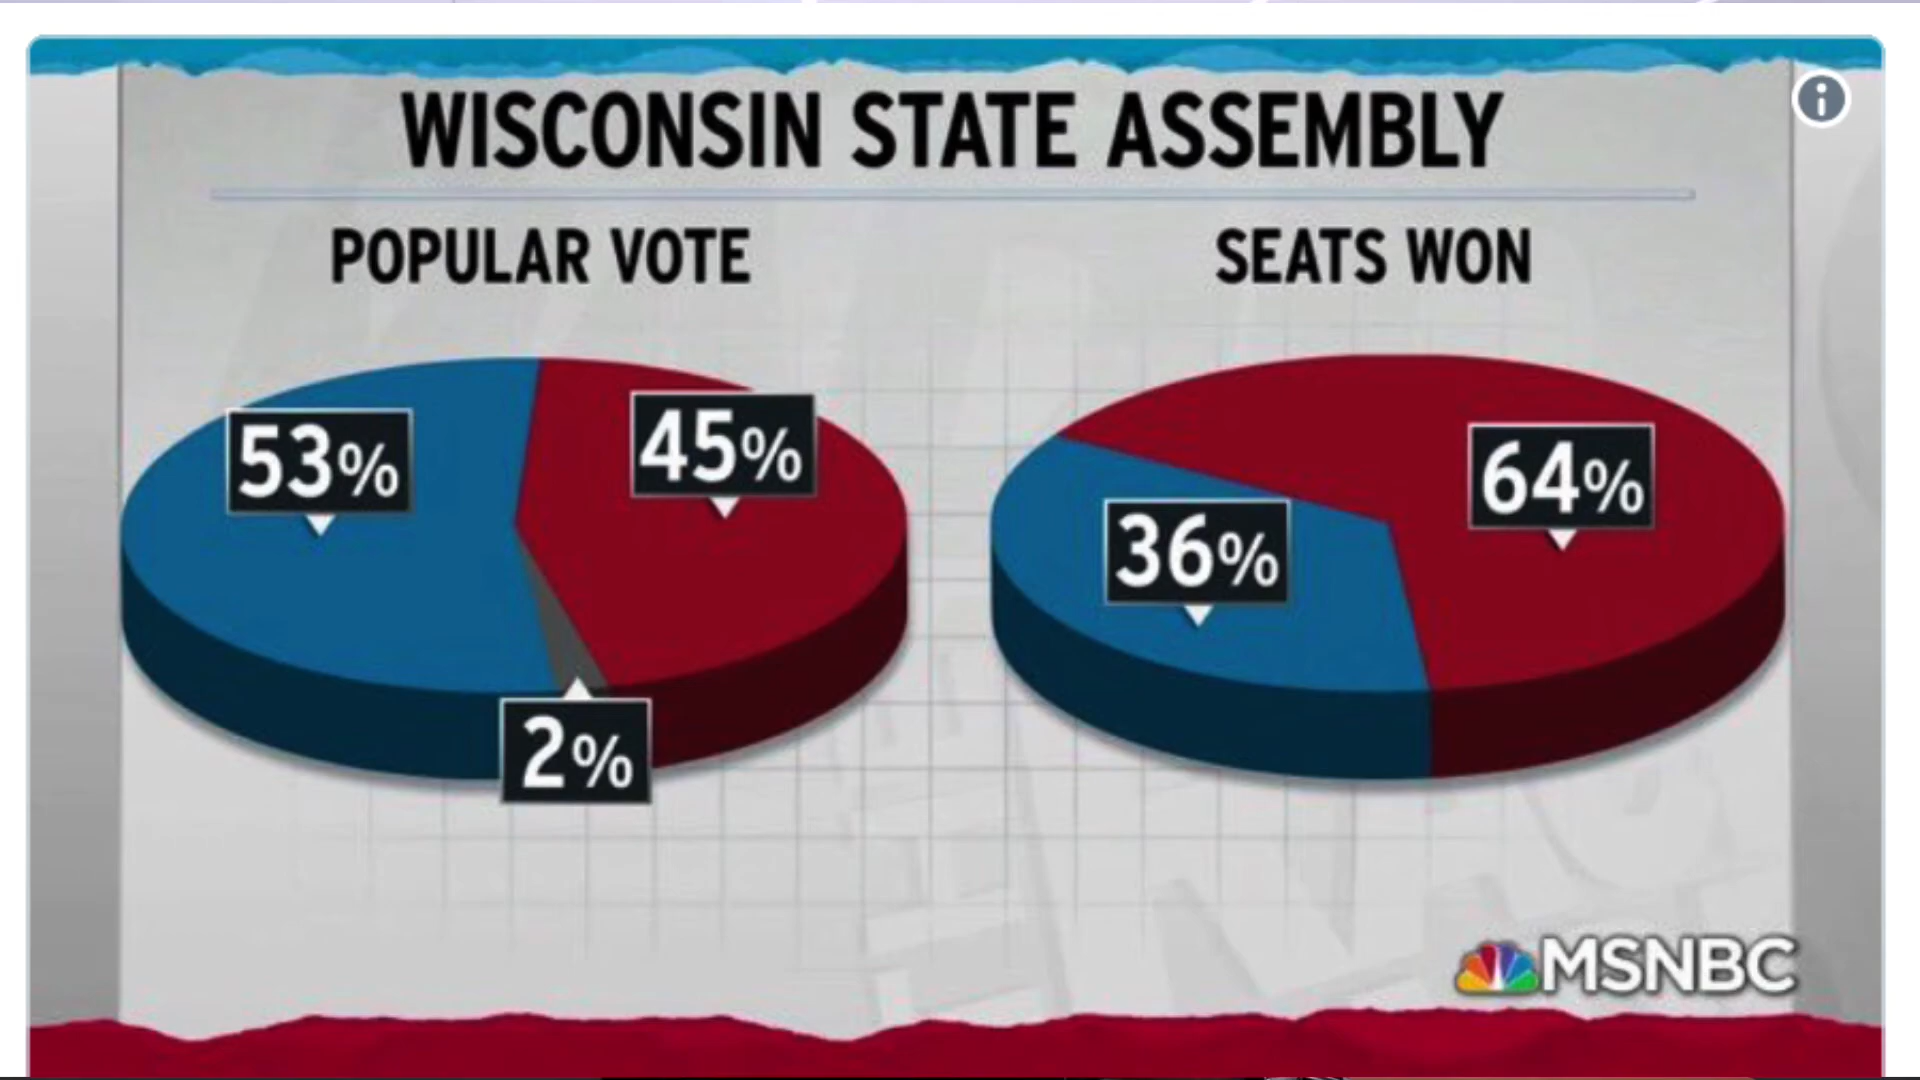 WISCONSIN STATE ASSEMBLY
POPULAR VOTE
SEATS WON
53%
45%
2%
36%
64%
MSNBC